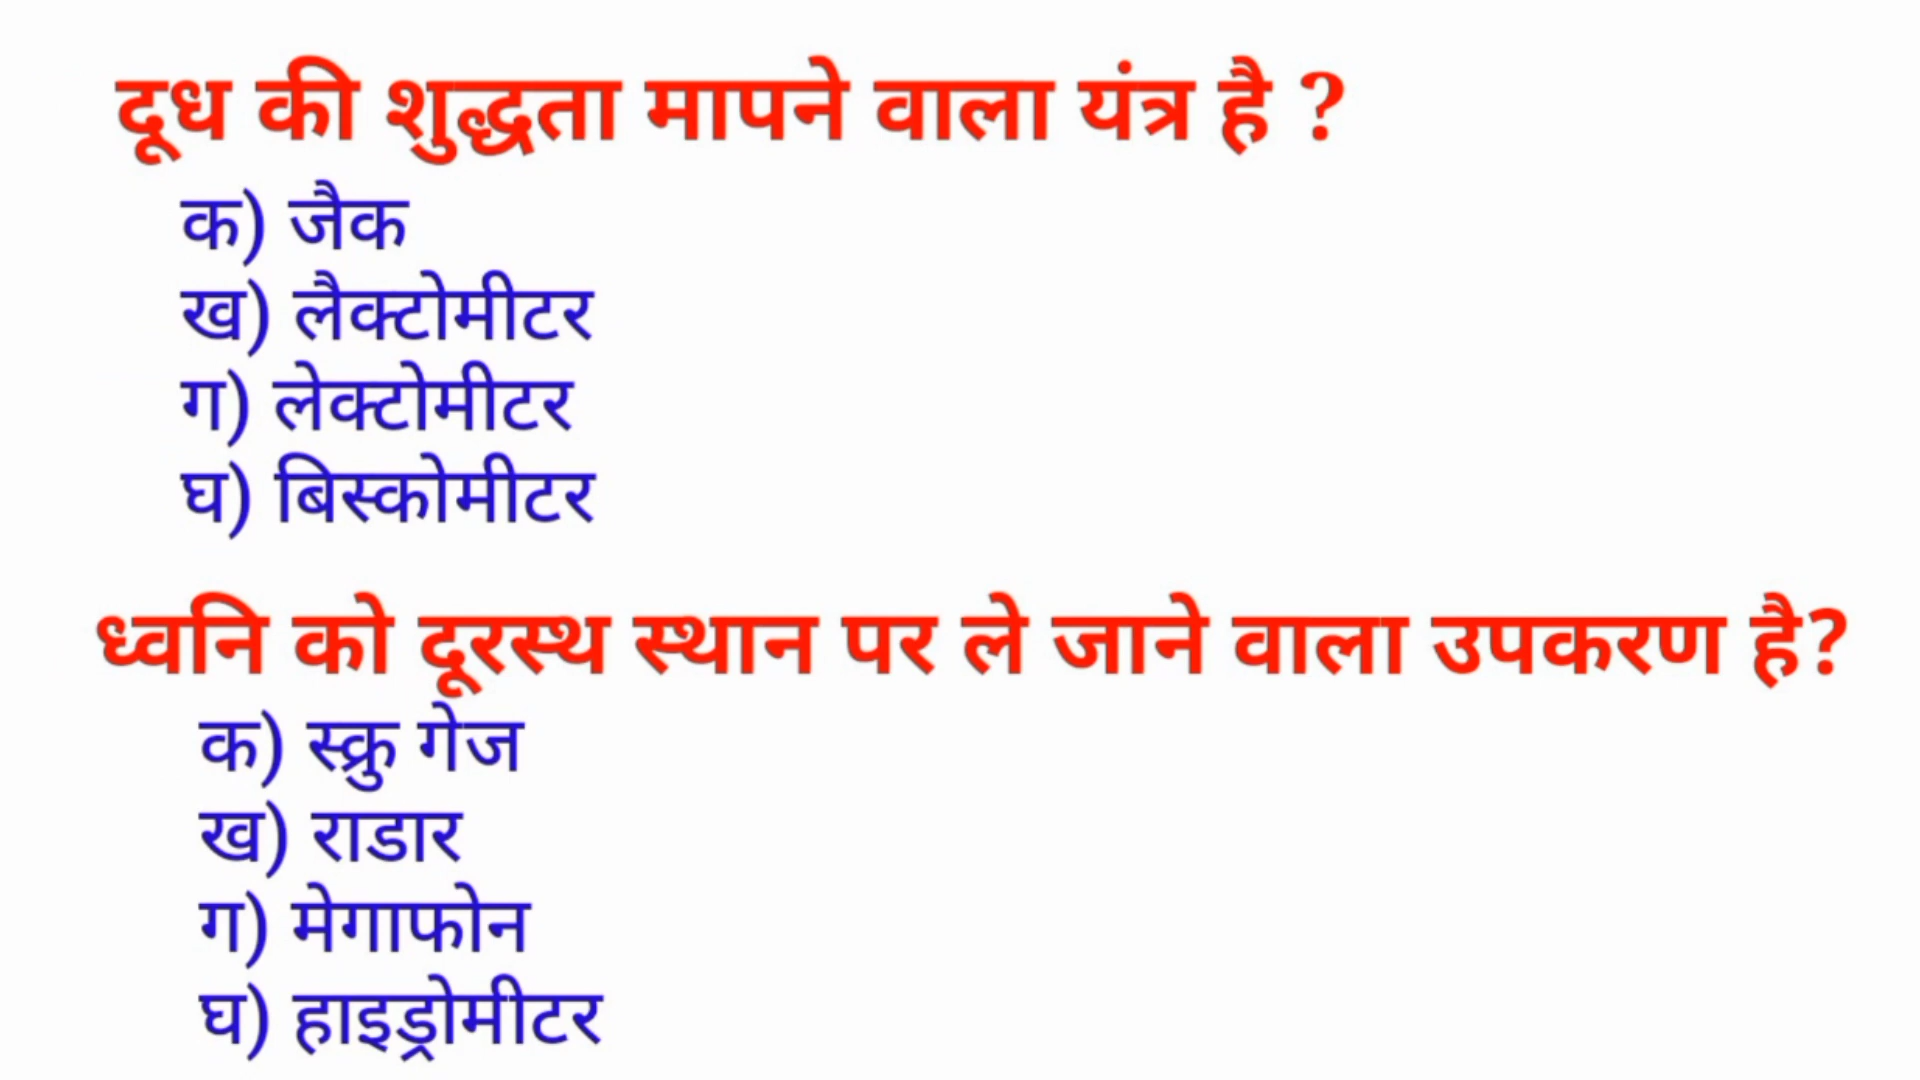 दूध की शुद्धता मापने वाला यंत्र है ?
क) जैक
ख) लैक्टोमीटर
ग) लेक्टोमीटर
घ) बिस्कोमीटर
ध्वनि को दूरस्थ स्थान पर ले जाने वाला उपकरण है?
क) स्क्रु गेज
ख) राडार
ग) मेगाफोन
घ) हाइड्रोमीटर